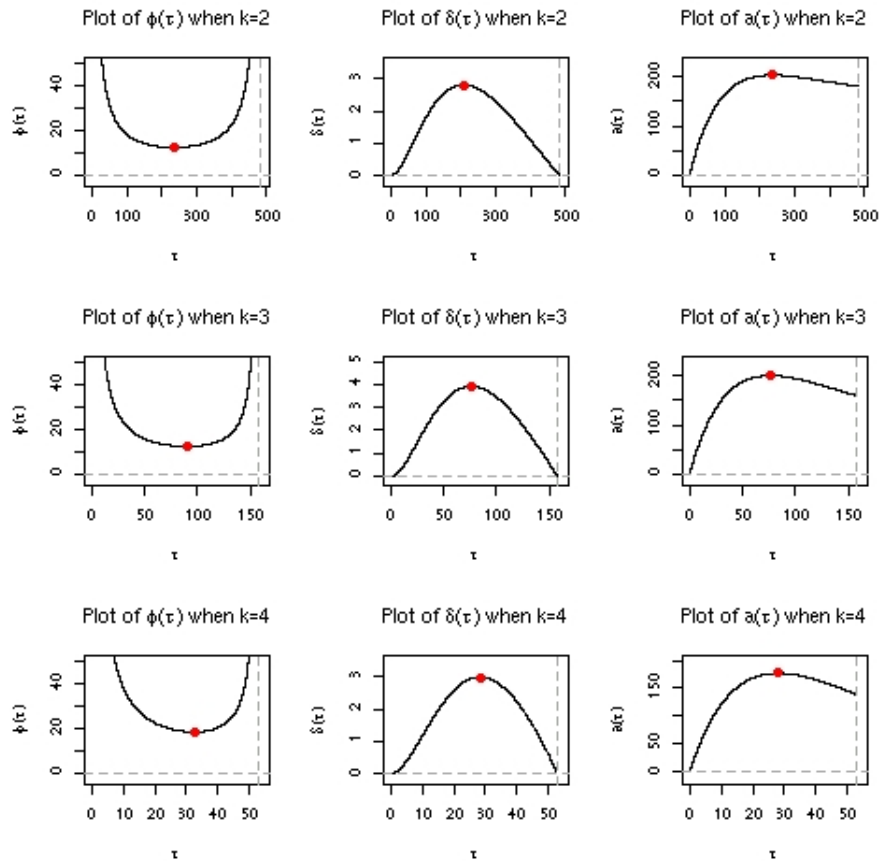 Plot of ϕ(τ) when k=2
Plot of δ(τ) when k=2
Plot of a(τ) when k=2
ϕ(τ)
0 20 40
0 100 300 500
τ
δ(τ)
0 1 2 3
0 100 300 500
τ
a(τ)
0 100 200
0 100 300 500
τ
Plot of ϕ(τ) when k=3
Plot of δ(τ) when k=3
Plot of a(τ) when k=3
ϕ(τ)
0 20 40
0 50 100 150
τ
δ(τ)
0 1 2 3 4 5
0 50 100 150
τ
a(τ)
0 100 200
0 50 100 150
τ
Plot of ϕ(τ) when k=4
Plot of δ(τ) when k=4
Plot of a(τ) when k=4
ϕ(τ)
0 20 40
0 10 20 30 40 50
τ
δ(τ)
0 1 2 3
0 10 20 30 40 50
τ
a(τ)
0 50 150
0 10 20 30 40 50
τ